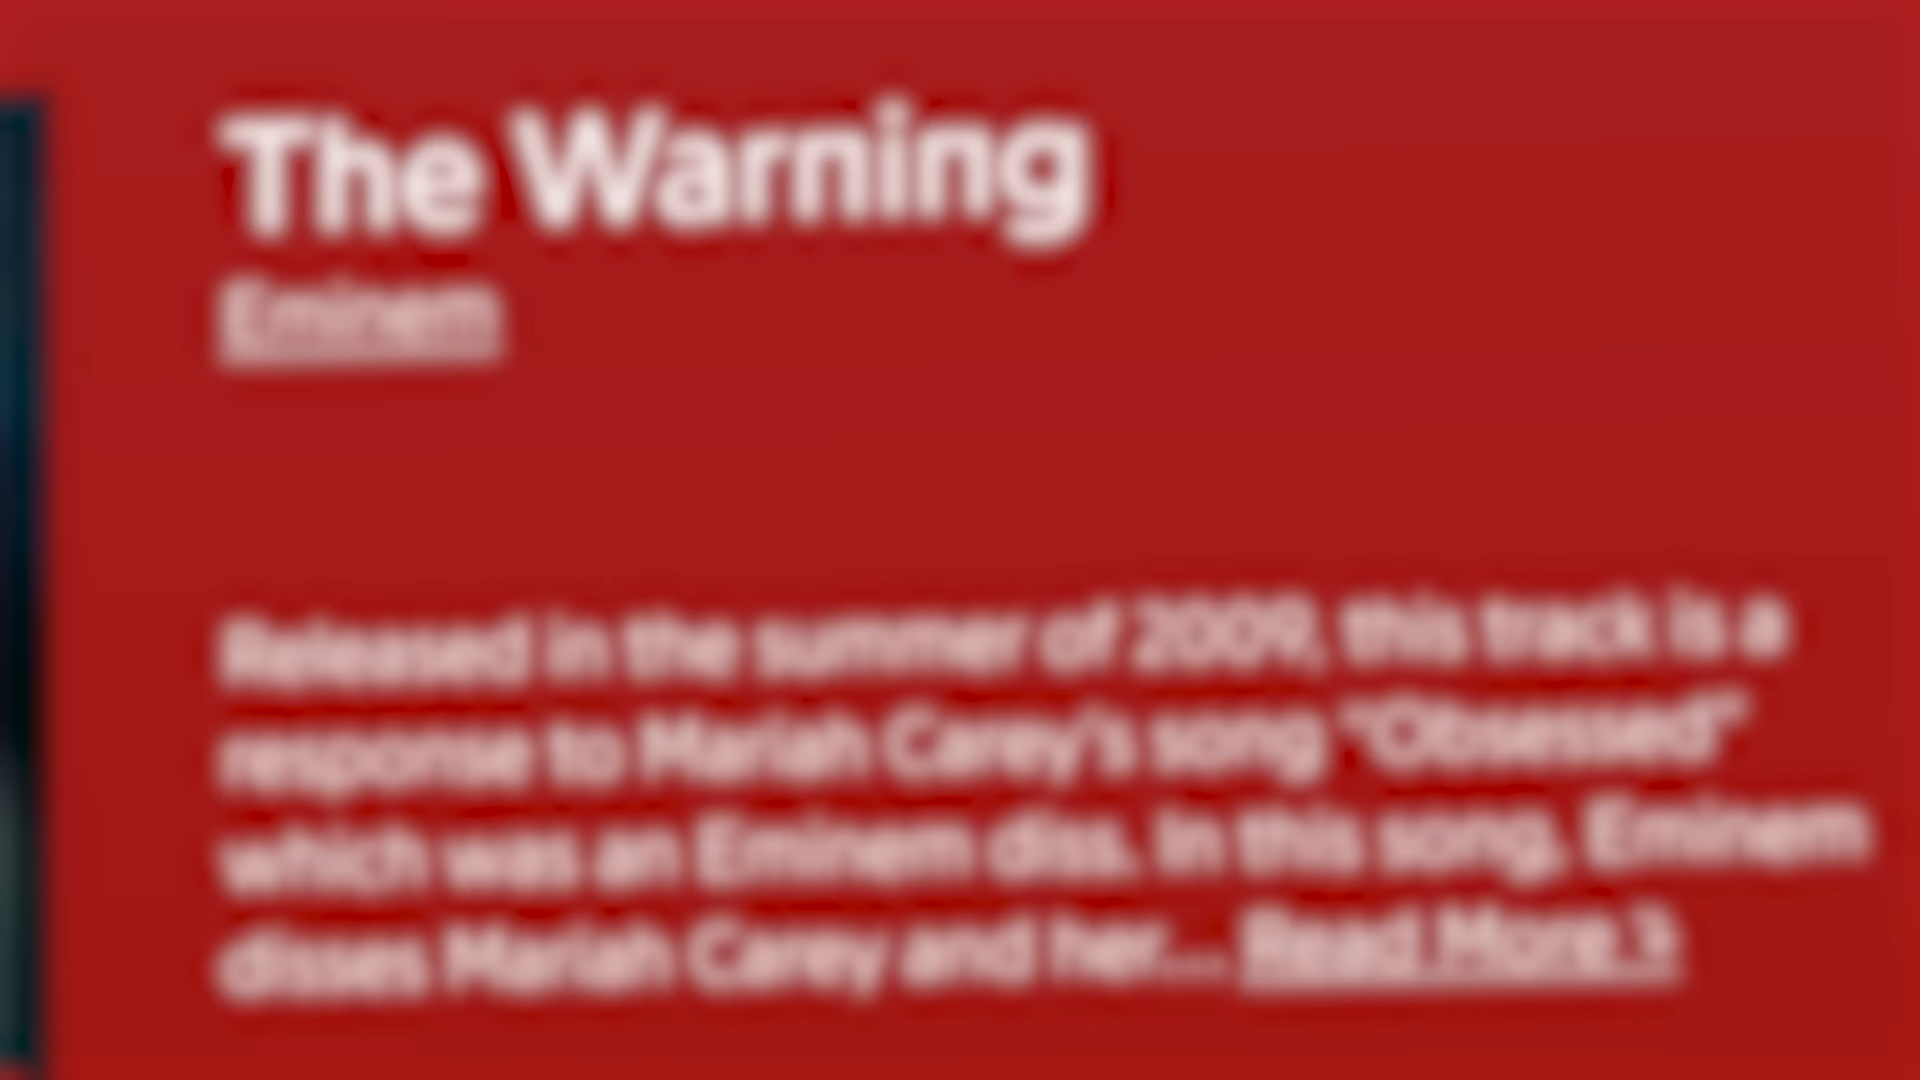 The Warning
Eminem
Released in the summer of 2009, this track is a
response to Mariah Carey's song "Obsessed"
which was an Eminem diss. In this song, Eminem
disses Mariah Carey and her... Read More >